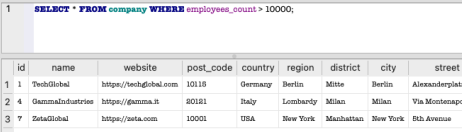 1 SELECT * FROM company WHERE employees_count > 10000;
id name website post_code country region district city street
1 1 TechGlobal https://techglobal.com 10115 Germany Berlin Mitte Berlin Alexanderplat
2 4 GammaIndustries https://gamma.it 20121 Italy Lombardy Milan Milan Via Montenapo
3 7 ZetaGlobal https://zeta.com 10001 USA New York Manhattan New York 5th Avenue